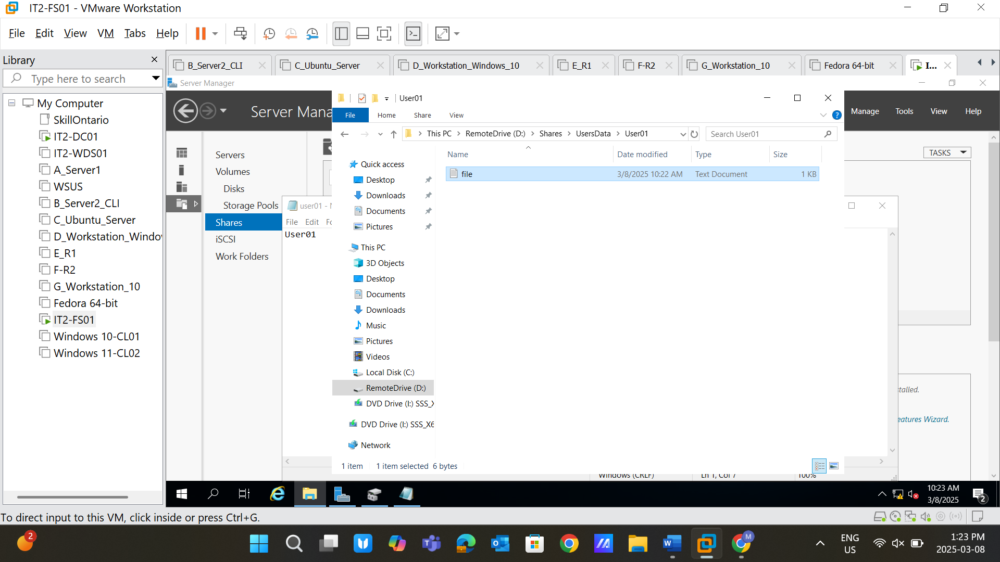 IT2-FS01 - VMware Workstation
File Edit View VM Tabs Help
Library
Type here to search
My Computer
SkillOntario
IT2-DC01
IT2-WDS01
A_Server1
WSUS
B_Server2_CLI
C_Ubuntu_Server
D_Workstation_Windo
E_R1
F-R2
G_Workstation_10
Fedora 64-bit
IT2-FS01
Windows 10-CL01
Windows 11-CL02
B_Server2_CLI
C_Ubuntu_Server
D_Workstation_Windows_10
E_R1
F-R2
G_Workstation_10
Fedora 64-bit
I...
Server Manager
Server Mana
Manage Tools View Help
TASKS
Servers
Volumes
Disks
Storage Pools
Shares
iSCSI
Work Folders
user01 -
File Edit Fo
User01
User01
File Home Share View
This PC > RemoteDrive (D:) > Shares > UsersData > User01
Search User01
Name Date modified Type Size
file 3/8/2025 10:22 AM Text Document 1 KB
Quick access
Desktop
Downloads
Documents
Pictures
This PC
3D Objects
Desktop
Documents
Downloads
Music
Pictures
Videos
Local Disk (C:)
RemoteDrive (D:)
DVD Drive (I:) SSS_X
DVD Drive (I:) SSS_X6
Network
1 item 1 item selected 6 bytes
talled.
eatures Wizard.
Windows (CRLF) Ln 1, Col 7 100%
10:23 AM
3/8/2025
2
To direct input to this VM, click inside or press Ctrl+G.
2
ENG
US
1:23 PM
2025-03-08